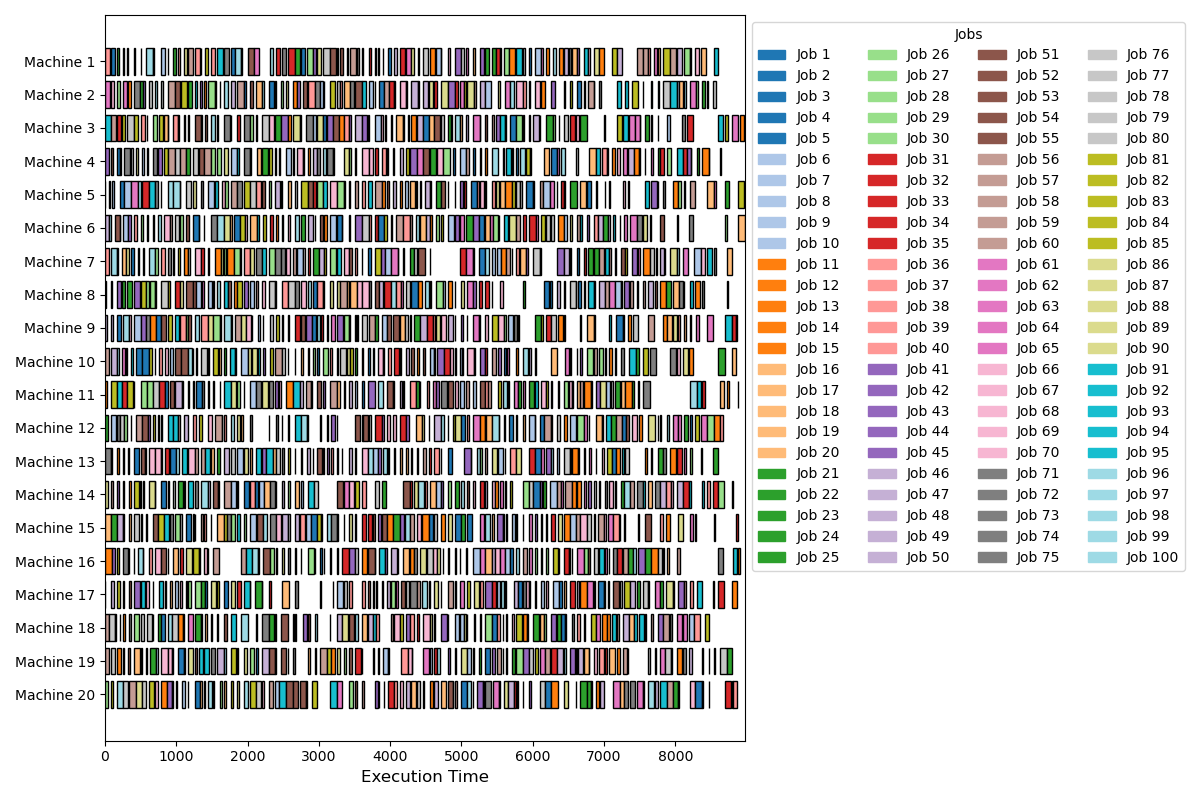 Machine 1
Machine 2
Machine 3
Machine 4
Machine 5
Machine 6
Machine 7
Machine 8
Machine 9
Machine 10
Machine 11
Machine 12
Machine 13
Machine 14
Machine 15
Machine 16
Machine 17
Machine 18
Machine 19
Machine 20
0 1000 2000 3000 4000 5000 6000 7000 8000
Execution Time
Jobs
Job 1 Job 26 Job 51 Job 76
Job 2 Job 27 Job 52 Job 77
Job 3 Job 28 Job 53 Job 78
Job 4 Job 29 Job 54 Job 79
Job 5 Job 30 Job 55 Job 80
Job 6 Job 31 Job 56 Job 81
Job 7 Job 32 Job 57 Job 82
Job 8 Job 33 Job 58 Job 83
Job 9 Job 34 Job 59 Job 84
Job 10 Job 35 Job 60 Job 85
Job 11 Job 36 Job 61 Job 86
Job 12 Job 37 Job 62 Job 87
Job 13 Job 38 Job 63 Job 88
Job 14 Job 39 Job 64 Job 89
Job 15 Job 40 Job 65 Job 90
Job 16 Job 41 Job 66 Job 91
Job 17 Job 42 Job 67 Job 92
Job 18 Job 43 Job 68 Job 93
Job 19 Job 44 Job 69 Job 94
Job 20 Job 45 Job 70 Job 95
Job 21 Job 46 Job 71 Job 96
Job 22 Job 47 Job 72 Job 97
Job 23 Job 48 Job 73 Job 98
Job 24 Job 49 Job 74 Job 99
Job 25 Job 50 Job 75 Job 100